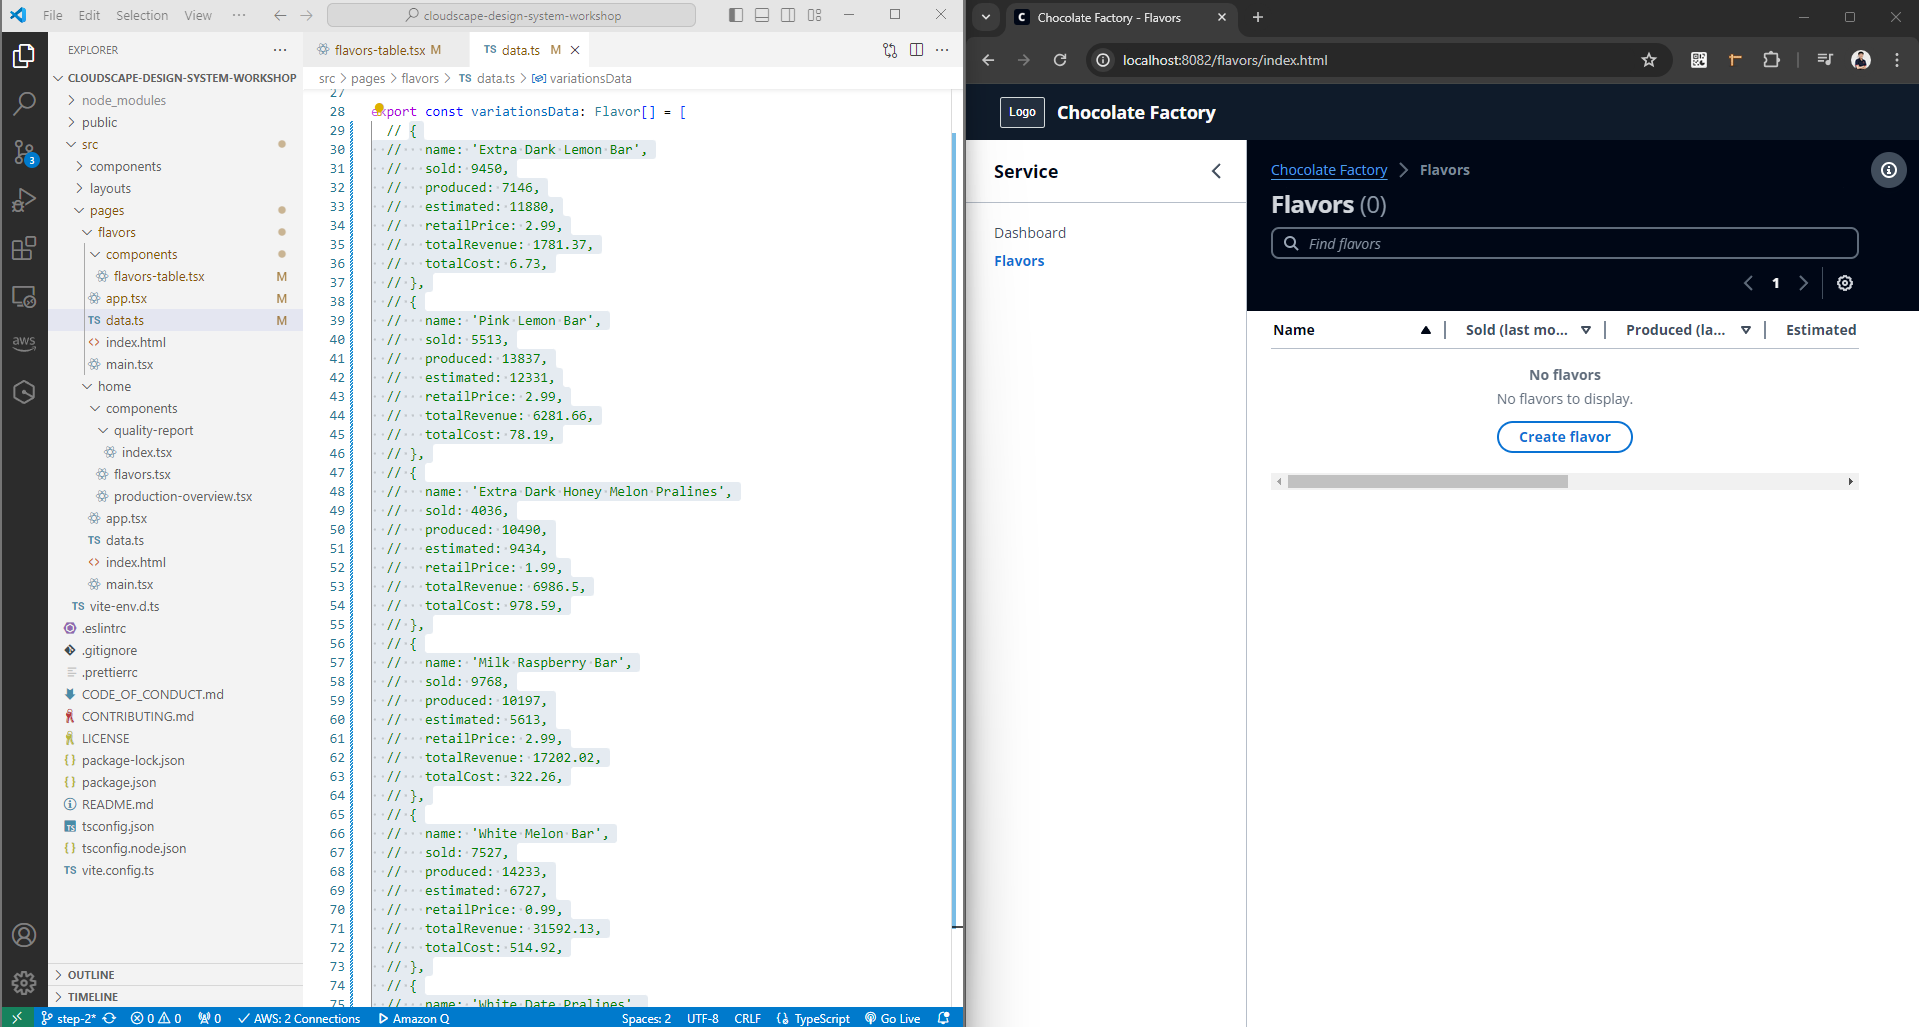 File Edit Selection View ··· cloudscape-design-system-workshop
EXPLORER
CLOUDSCAPE-DESIGN-SYSTEM-WORKSHOP
node_modules
public
src
components
layouts
pages
flavors
components
flavors-table.tsx M
app.tsx M
TS data.ts M
index.html
main.tsx
home
components
quality-report
index.tsx
flavors.tsx
production-overview.tsx
app.tsx
TS data.ts
index.html
main.tsx
TS vite-env.d.ts
.eslintrc
.gitignore
.prettierrc
CODE_OF_CONDUCT.md
CONTRIBUTING.md
LICENSE
package-lock.json
package.json
README.md
tsconfig.json
tsconfig.node.json
TS vite.config.ts
OUTLINE
TIMELINE
3
aws
flavors-table.tsx M
TS data.ts M
src > pages > flavors > TS data.ts > variationsData
27
28 export const variationsData: Flavor[] = [
29 // {
30 // name: 'Extra Dark Lemon Bar',
31 // sold: 9450,
32 // produced: 7146,
33 // estimated: 11880,
34 // retailPrice: 2.99,
35 // totalRevenue: 1781.37,
36 // totalCost: 6.73,
37 // },
38 // {
39 // name: 'Pink Lemon Bar',
40 // sold: 5513,
41 // produced: 13837,
42 // estimated: 12331,
43 // retailPrice: 2.99,
44 // totalRevenue: 6281.66,
45 // totalCost: 78.19,
46 // },
47 // {
48 // name: 'Extra Dark Honey Melon Pralines',
49 // sold: 4036,
50 // produced: 10490,
51 // estimated: 9434,
52 // retailPrice: 1.99,
53 // totalRevenue: 6986.5,
54 // totalCost: 978.59,
55 // },
56 // {
57 // name: 'Milk Raspberry Bar',
58 // sold: 9768,
59 // produced: 10197,
60 // estimated: 5613,
61 // retailPrice: 2.99,
62 // totalRevenue: 17202.02,
63 // totalCost: 322.26,
64 // },
65 // {
66 // name: 'White Melon Bar',
67 // sold: 7527,
68 // produced: 14233,
69 // estimated: 6727,
70 // retailPrice: 0.99,
71 // totalRevenue: 31592.13,
72 // totalCost: 514.92,
73 // },
74 // {
75 // name: 'White Date Pralines',
step-2* 0 0 0 AWS: 2 Connections Amazon Q Spaces: 2 UTF-8 CRLF {} TypeScript Go Live
Chocolate Factory - Flavors
localhost:8082/flavors/index.html
Logo Chocolate Factory
Service
Dashboard
Flavors
Chocolate Factory > Flavors
Flavors (0)
Find flavors
1
Name Sold (last mo... Produced (la... Estimated
No flavors
No flavors to display.
Create flavor